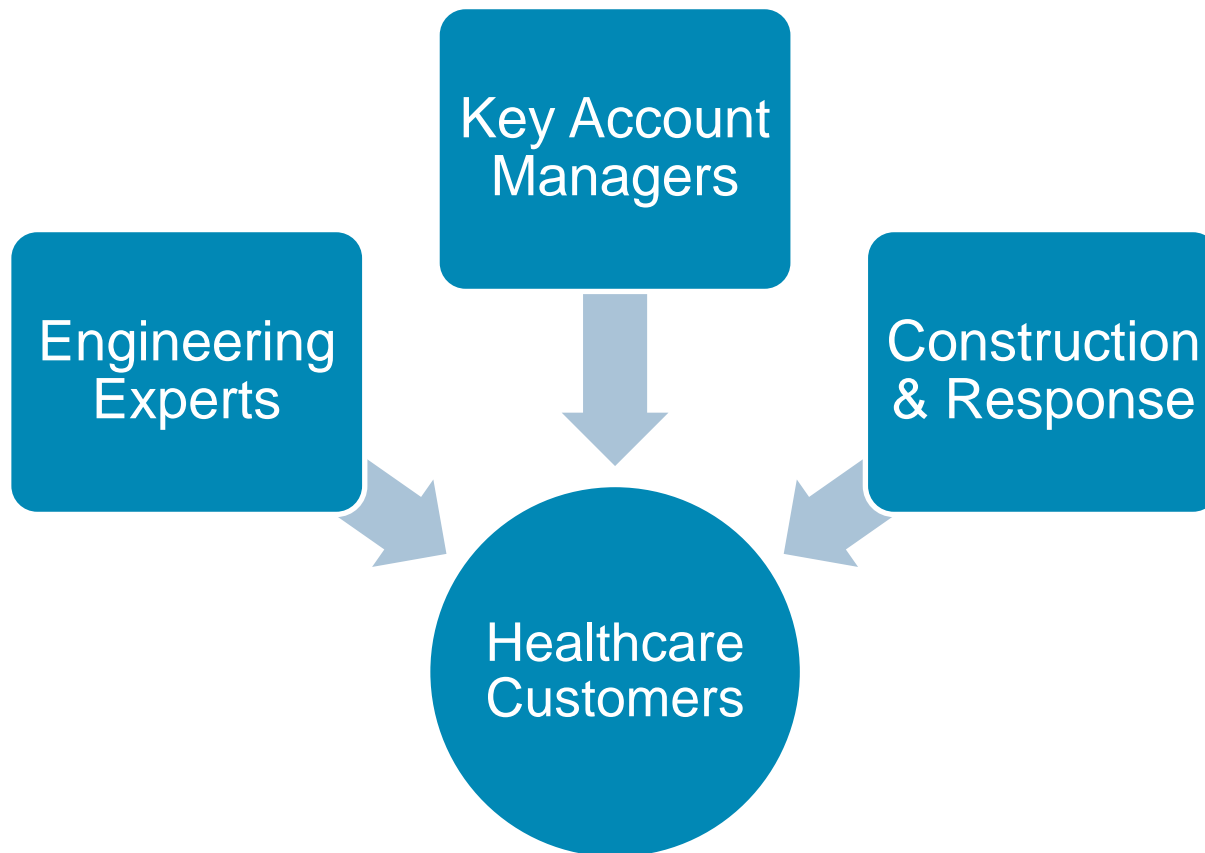 Key Account
Managers
Engineering
Experts
Construction
& Response
Healthcare
Customers